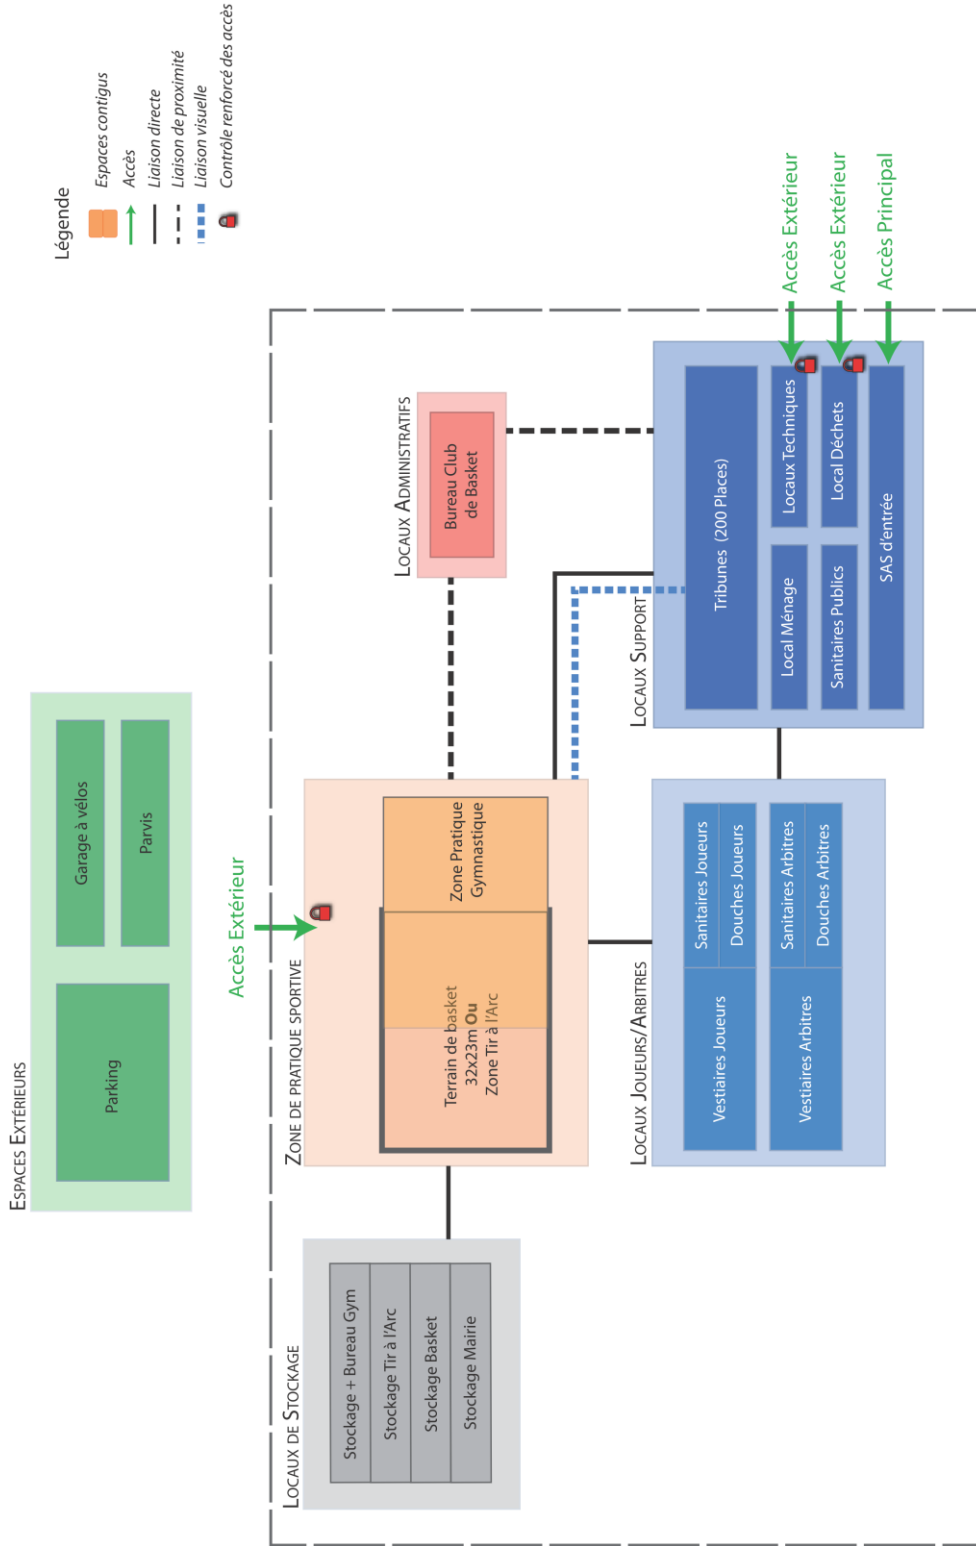 Légende
Espaces contigus
Accès
Liaison directe
Liaison de proximité
Liaison visuelle
Contrôle renforcé des accès
ESPACES EXTÉRIEURS
Parking
Garage à vélos
Parvis
Accès Extérieur
LOCAUX DE STOCKAGE
Stockage + Bureau Gym
Stockage Tir à l'Arc
Stockage Basket
Stockage Mairie
ZONE DE PRATIQUE SPORTIVE
Terrain de basket
32x23m Ou
Zone Tir à l'Arc
Zone Pratique
Gymnastique
LOCAUX ADMINISTRATIFS
Bureau Club
de Basket
LOCAUX JOUEURS/ARBITRES
Vestiaires Joueurs
Sanitaires Joueurs
Douches Joueurs
Vestiaires Arbitres
Sanitaires Arbitres
Douches Arbitres
LOCAUX SUPPORT
Tribunes (200 Places)
Local Ménage
Locaux Techniques
Sanitaires Publics
Local Déchets
SAS d'entrée
Accès Extérieur
Accès Extérieur
Accès Principal